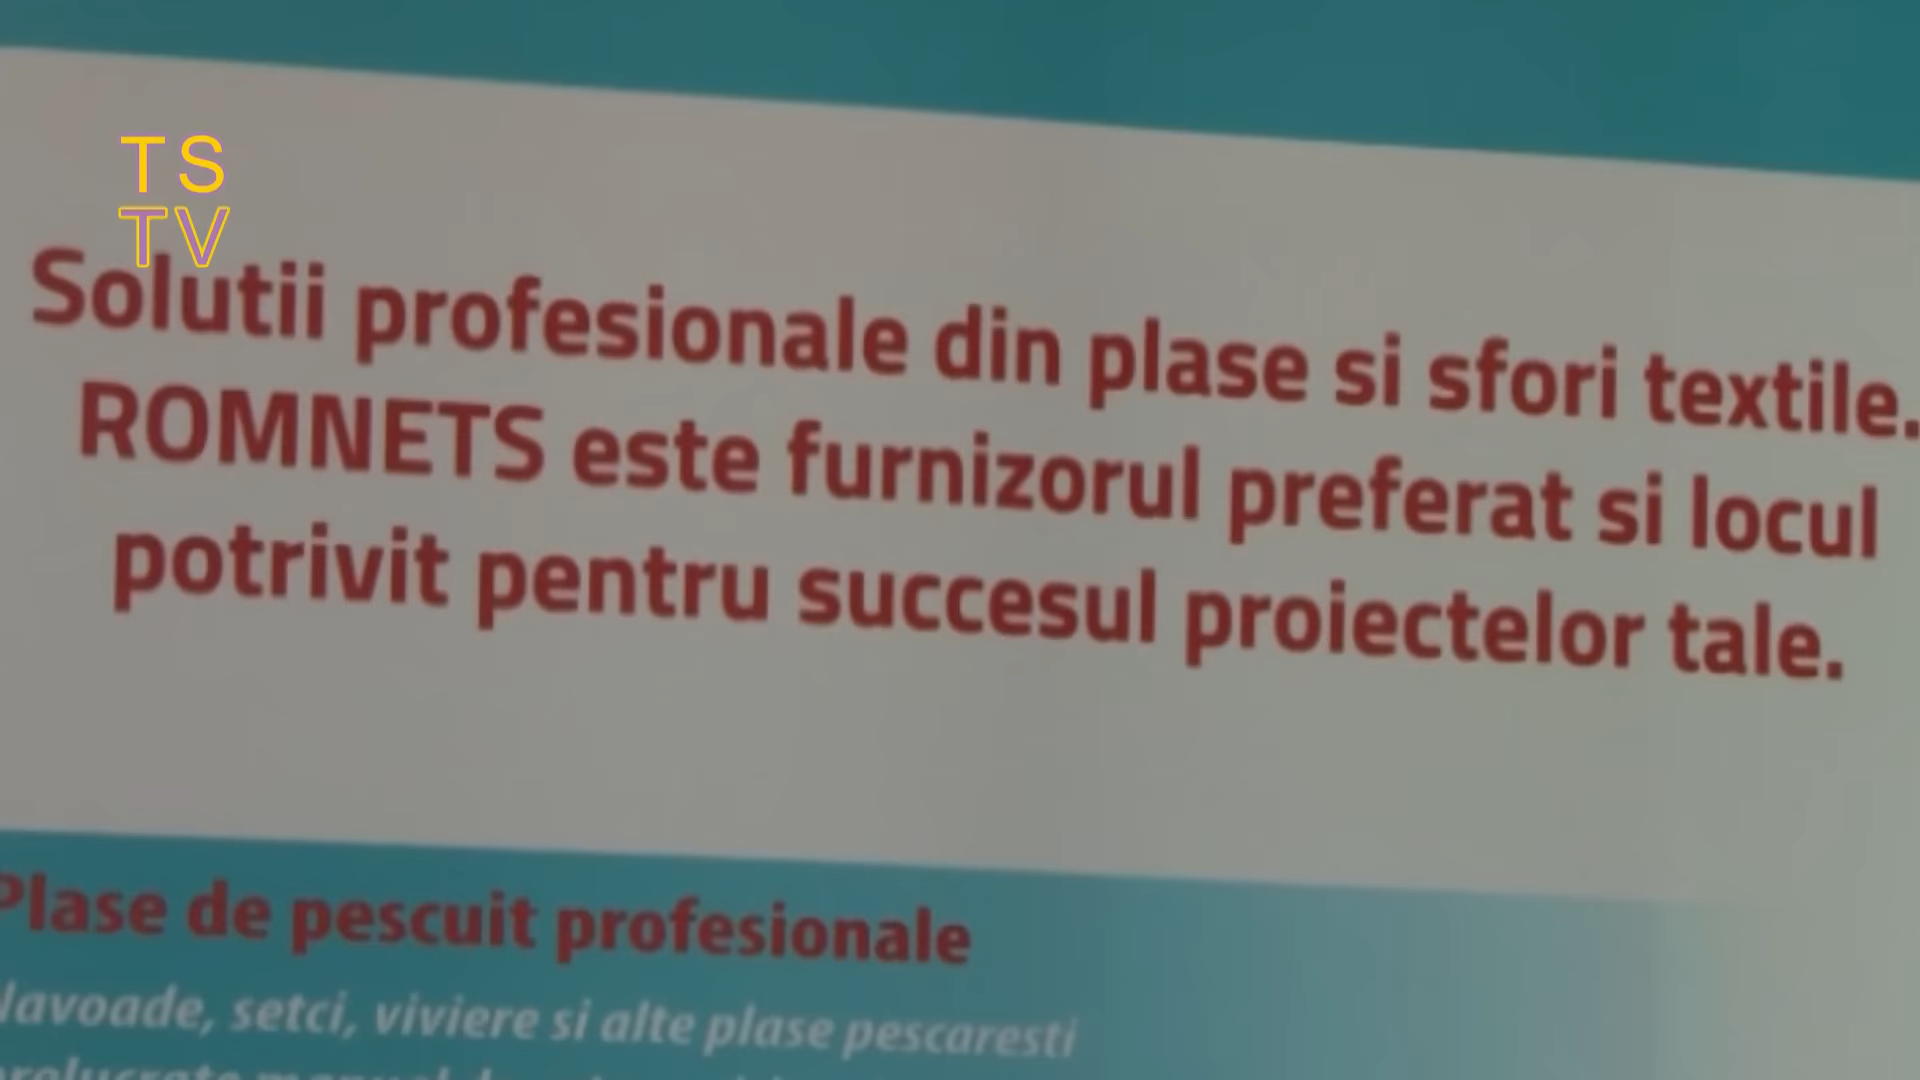 TS
TV
Solutii profesionale din plase si sfori textile.
ROMNETS este furnizorul preferat si locul
potrivit pentru succesul proiectelor tale.
Plase de pescuit profesionale
Navoade, setci, viviere si alte plase pescaresti